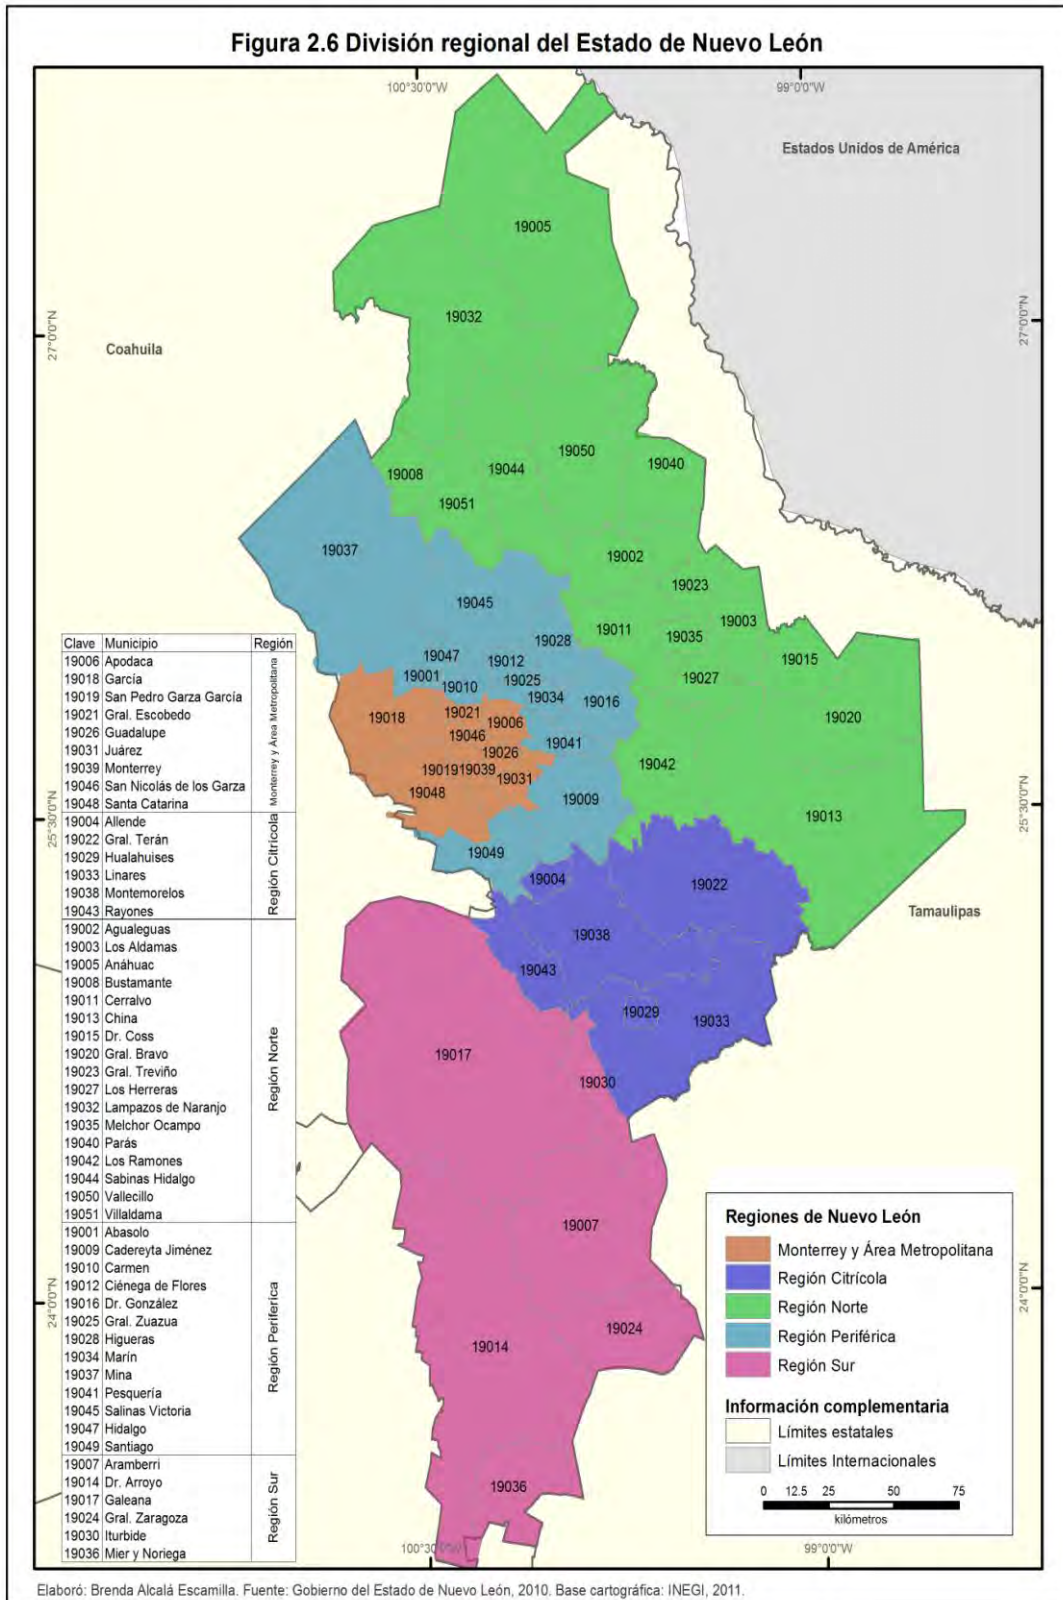 Figura 2.6 División regional del Estado de Nuevo León
100°30'0"W
99°0'0"W
Estados Unidos de América
19005
27°0'0"N
27°0'0"N
19032
Coahuila
19050
19040
19008
19044
19051
19037
19002
19023
19045
19003
19011
19035
19028
19047
19012
19015
19001
19025
19027
19010
19034
19016
19018
19021
19006
19020
19046
19041
19026
19042
19019
19039
19031
19048
19009
25°30'0"N
25°30'0"N
19013
19049
19004
19022
Tamaulipas
19038
19043
19029
19033
19017
19030
19007
24°0'0"N
24°0'0"N
19024
19014
19036
Clave Municipio Región
19006 Apodaca
19018 García
19019 San Pedro Garza García
19021 Gral. Escobedo
19026 Guadalupe
19031 Juárez
19039 Monterrey
19046 San Nicolás de los Garza
19048 Santa Catarina
Monterrey y Área Metropolitana
19004 Allende
19022 Gral. Terán
19029 Hualahuises
19033 Linares
19038 Montemorelos
19043 Rayones
Región Citrícola
19002 Agualeguas
19003 Los Aldamas
19005 Anáhuac
19008 Bustamante
19011 Cerralvo
19013 China
19015 Dr. Coss
19020 Gral. Bravo
19023 Gral. Treviño
19027 Los Herreras
19032 Lampazos de Naranjo
19035 Melchor Ocampo
19040 Parás
19042 Los Ramones
19044 Sabinas Hidalgo
19050 Vallecillo
19051 Villaldama
Región Norte
19001 Abasolo
19009 Cadereyta Jiménez
19010 Carmen
19012 Ciénega de Flores
19016 Dr. González
19025 Gral. Zuazua
19028 Higueras
19034 Marín
19037 Mina
19041 Pesquería
19045 Salinas Victoria
19047 Hidalgo
19049 Santiago
Región Periferica
19007 Aramberri
19014 Dr. Arroyo
19017 Galeana
19024 Gral. Zaragoza
19030 Iturbide
19036 Mier y Noriega
Región Sur
Regiones de Nuevo León
Monterrey y Área Metropolitana
Región Citrícola
Región Norte
Región Periférica
Región Sur
Información complementaria
Límites estatales
Límites Internacionales
0 12.5 25 50 75
kilómetros
100°30'0"W
99°0'0"W
Elaboró: Brenda Alcalá Escamilla. Fuente: Gobierno del Estado de Nuevo León, 2010. Base cartográfica: INEGI, 2011.